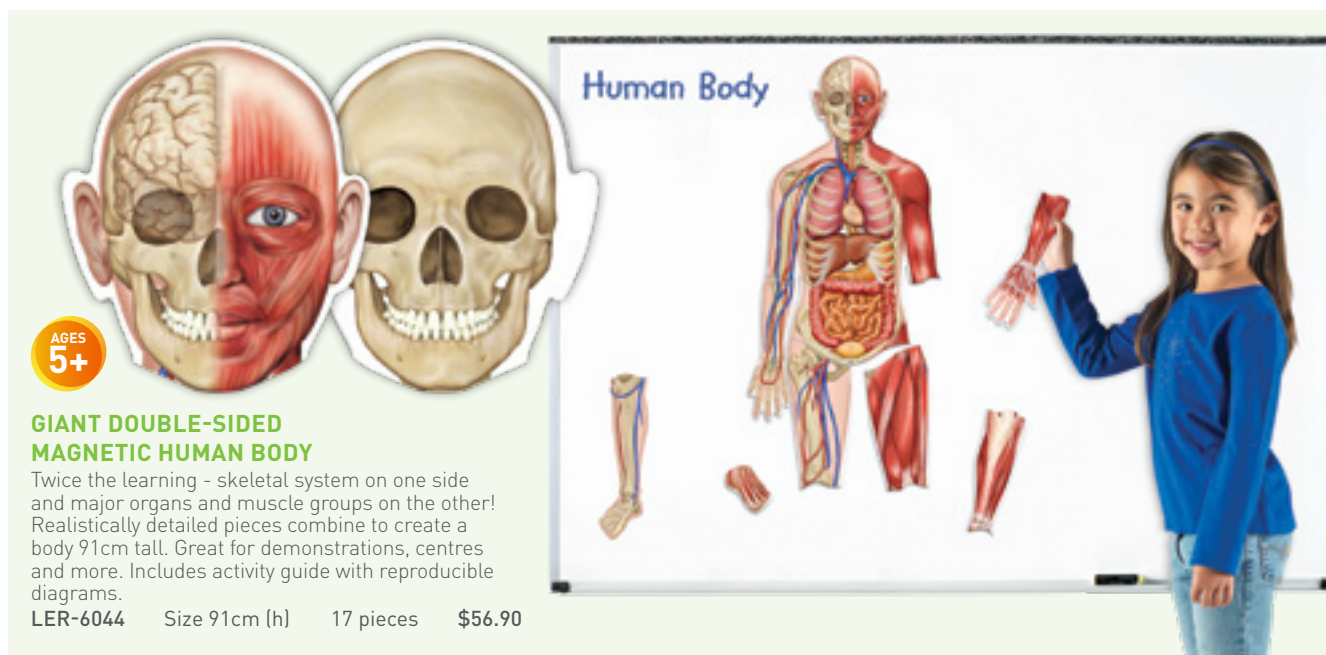 Human Body
AGES
5+
GIANT DOUBLE-SIDED
MAGNETIC HUMAN BODY
Twice the learning - skeletal system on one side
and major organs and muscle groups on the other!
Realistically detailed pieces combine to create a
body 91cm tall. Great for demonstrations, centres
and more. Includes activity guide with reproducible
diagrams.
LER-6044 Size 91cm (h) 17 pieces $56.90